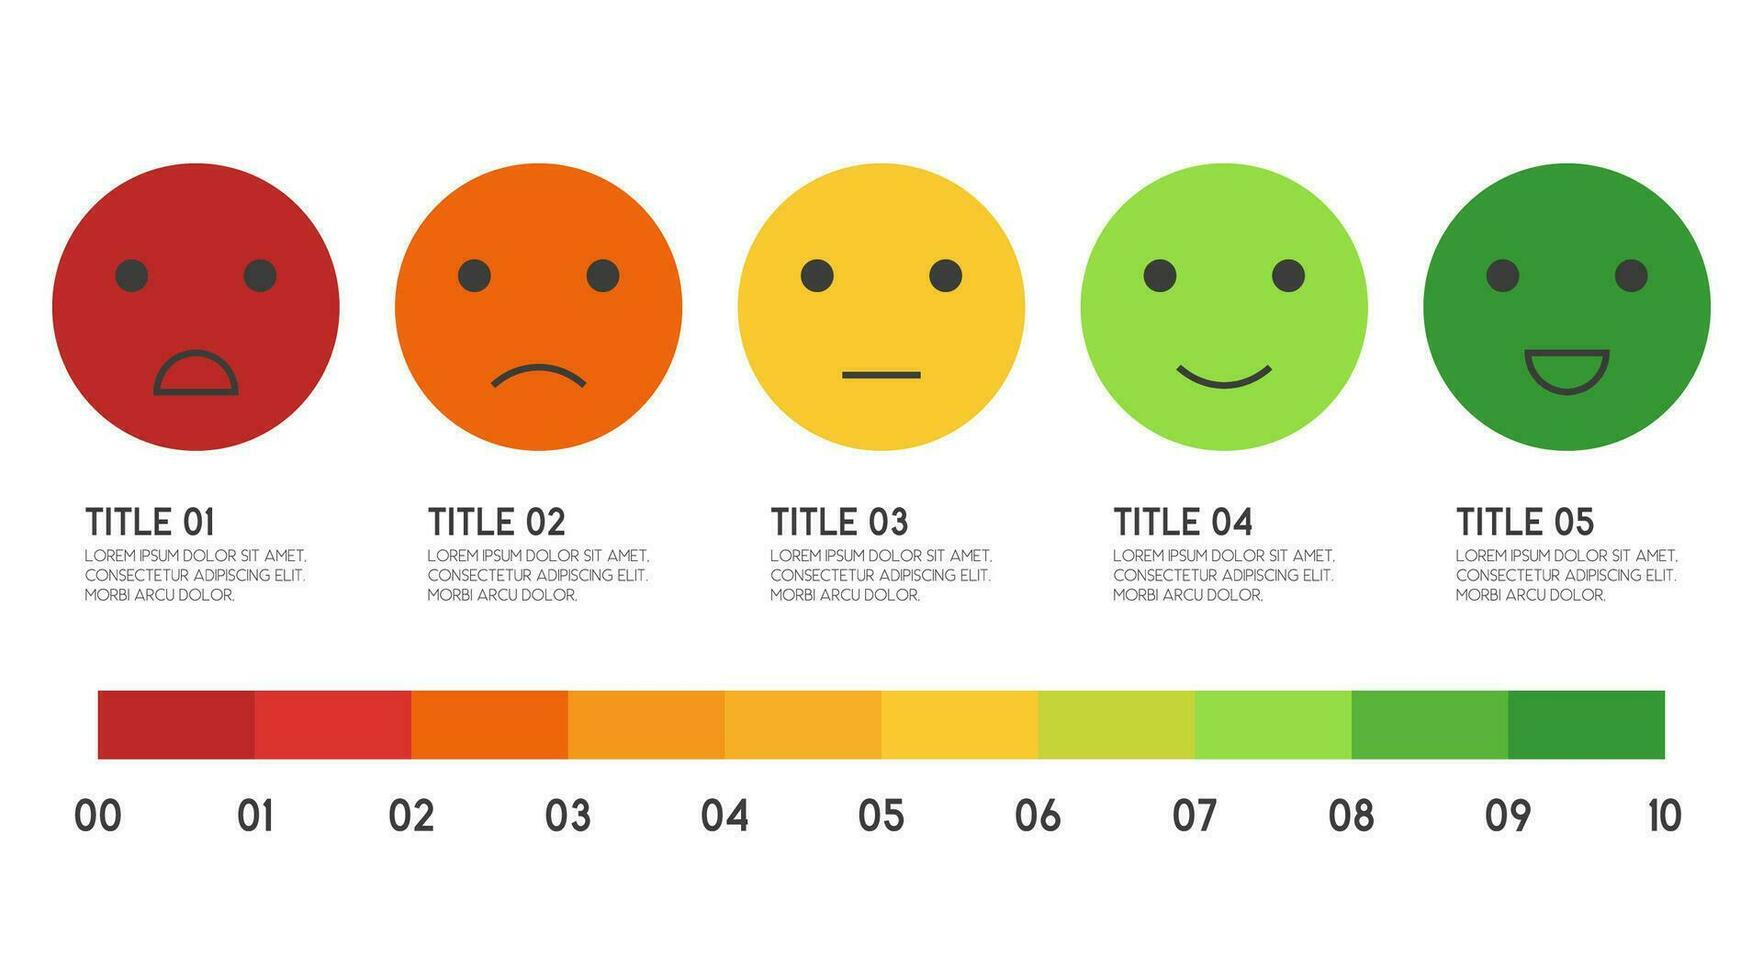 TITLE 01
LOREM IPSUM DOLOR SIT AMET,
CONSECTETUR ADIPISCING ELIT.
MORBI ARCU DOLOR,
TITLE 02
LOREM IPSUM DOLOR SIT AMET,
CONSECTETUR ADIPISCING ELIT.
MORBI ARCU DOLOR,
TITLE 03
LOREM IPSUM DOLOR SIT AMET,
CONSECTETUR ADIPISCING ELIT.
MORBI ARCU DOLOR,
TITLE 04
LOREM IPSUM DOLOR SIT AMET,
CONSECTETUR ADIPISCING ELIT.
MORBI ARCU DOLOR,
TITLE 05
LOREM IPSUM DOLOR SIT AMET,
CONSECTETUR ADIPISCING ELIT.
MORBI ARCU DOLOR,
00 01 02 03 04 05 06 07 08 09 10